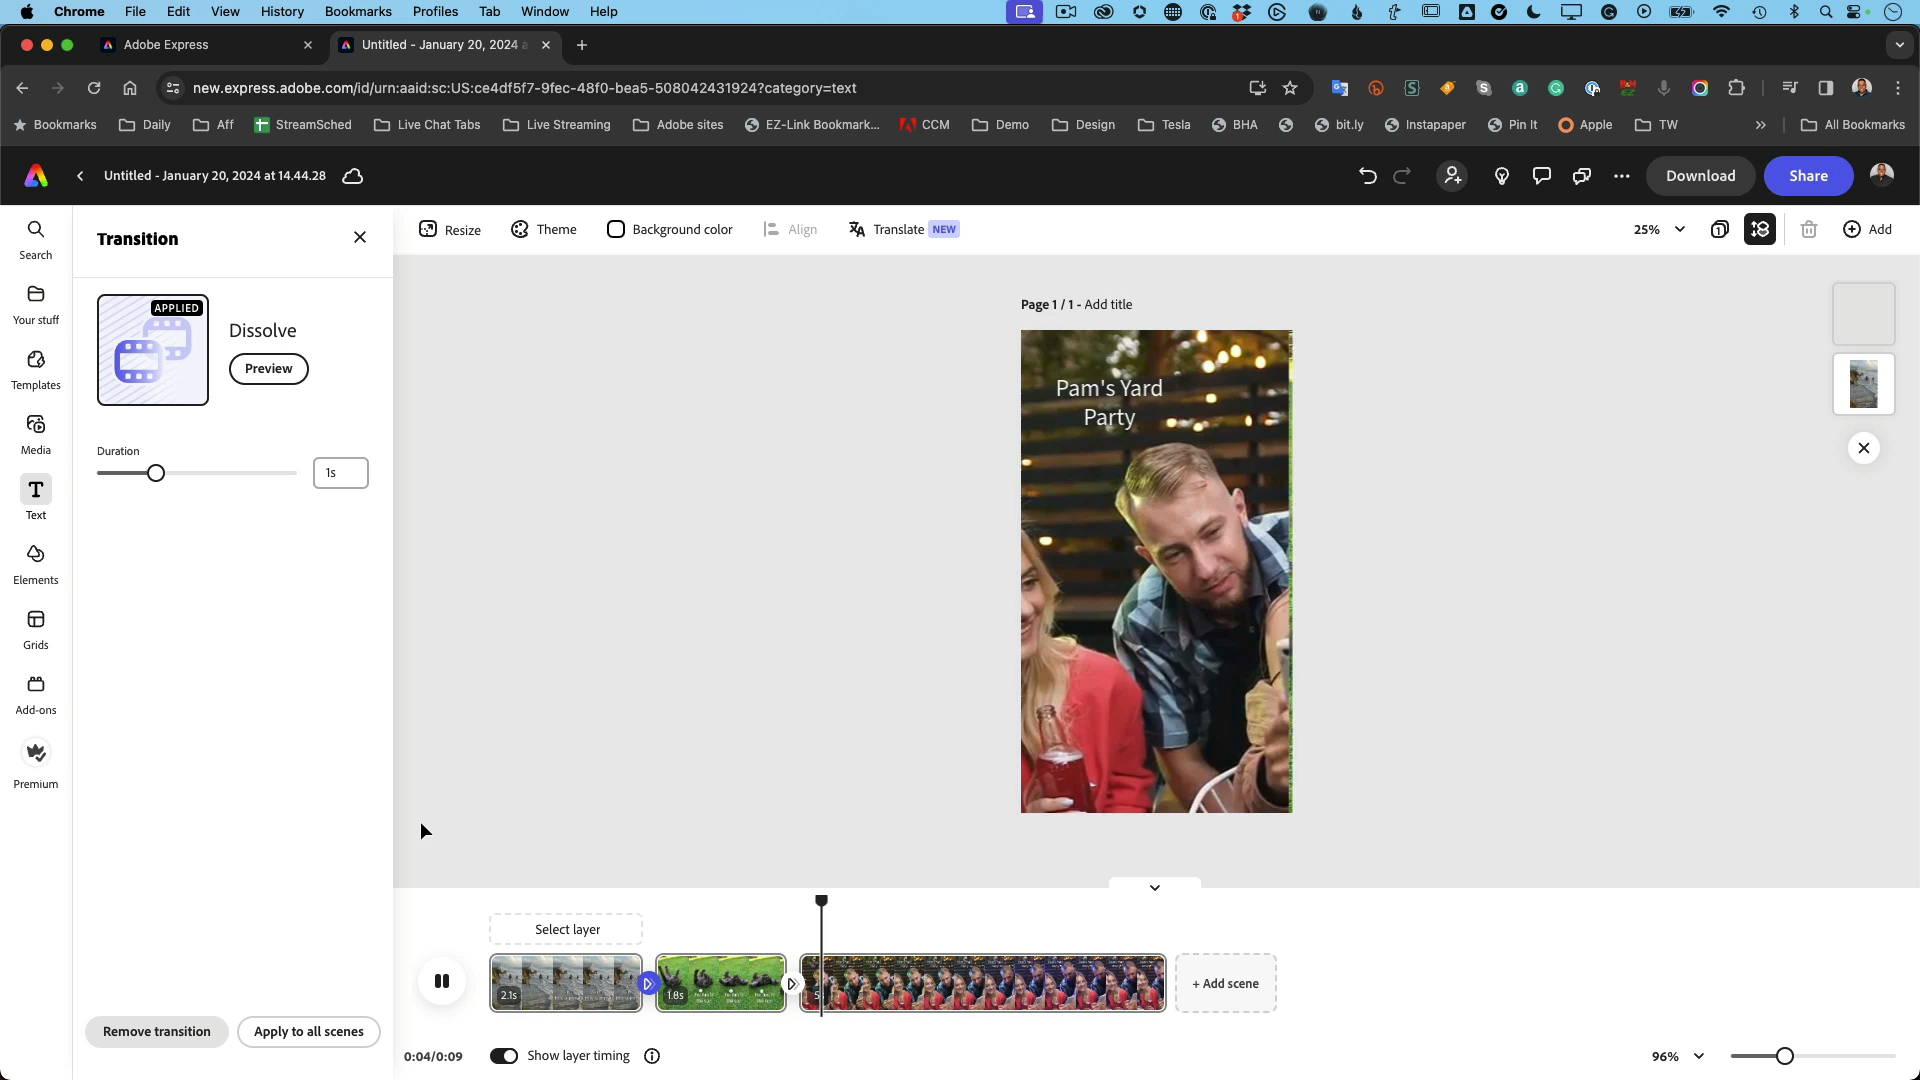 Chrome File Edit View History Bookmarks Profiles Tab Window Help
Adobe Express
Untitled - January 20, 2024 a
new.express.adobe.com/id/urn:aaid:sc:US:ce4df5f7-9fec-48f0-bea5-508042431924?category=text
Bookmarks Daily Aff StreamSched Live Chat Tabs Live Streaming Adobe sites EZ-Link Bookmark... CCM Demo Design Tesla BHA bit.ly Instapaper Pin It Apple TW » All Bookmarks
Untitled - January 20, 2024 at 14.44.28
Download
Share
Search
Your stuff
Templates
Media
Text
Elements
Grids
Add-ons
Premium
Transition
APPLIED
Dissolve
Preview
Duration
1s
Remove transition
Apply to all scenes
Resize Theme Background color Align Translate NEW
25%
Add
Page 1 / 1 - Add title
Pam's Yard
Party
Select layer
2.1s
1.8s
+ Add scene
0:04/0:09
Show layer timing
96%